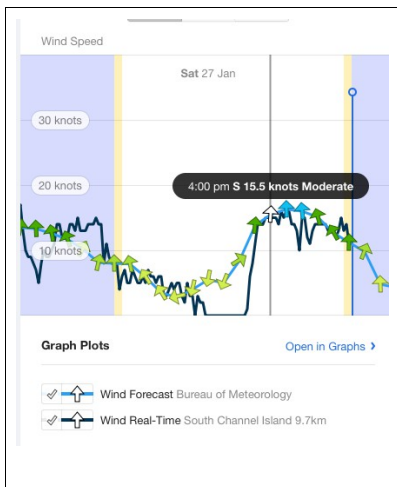 Wind Speed
Sat 27 Jan
30 knots
20 knots
4:00 pm S 15.5 knots Moderate
10 knots
Graph Plots
Open in Graphs
Wind Forecast Bureau of Meteorology
Wind Real-Time South Channel Island 9.7km